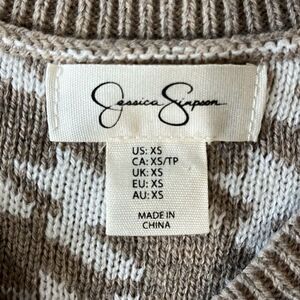 Jessica Simpson
US: XS
CA: XS/TP
UK: XS
EU: XS
AU: XS
MADE IN
CHINA